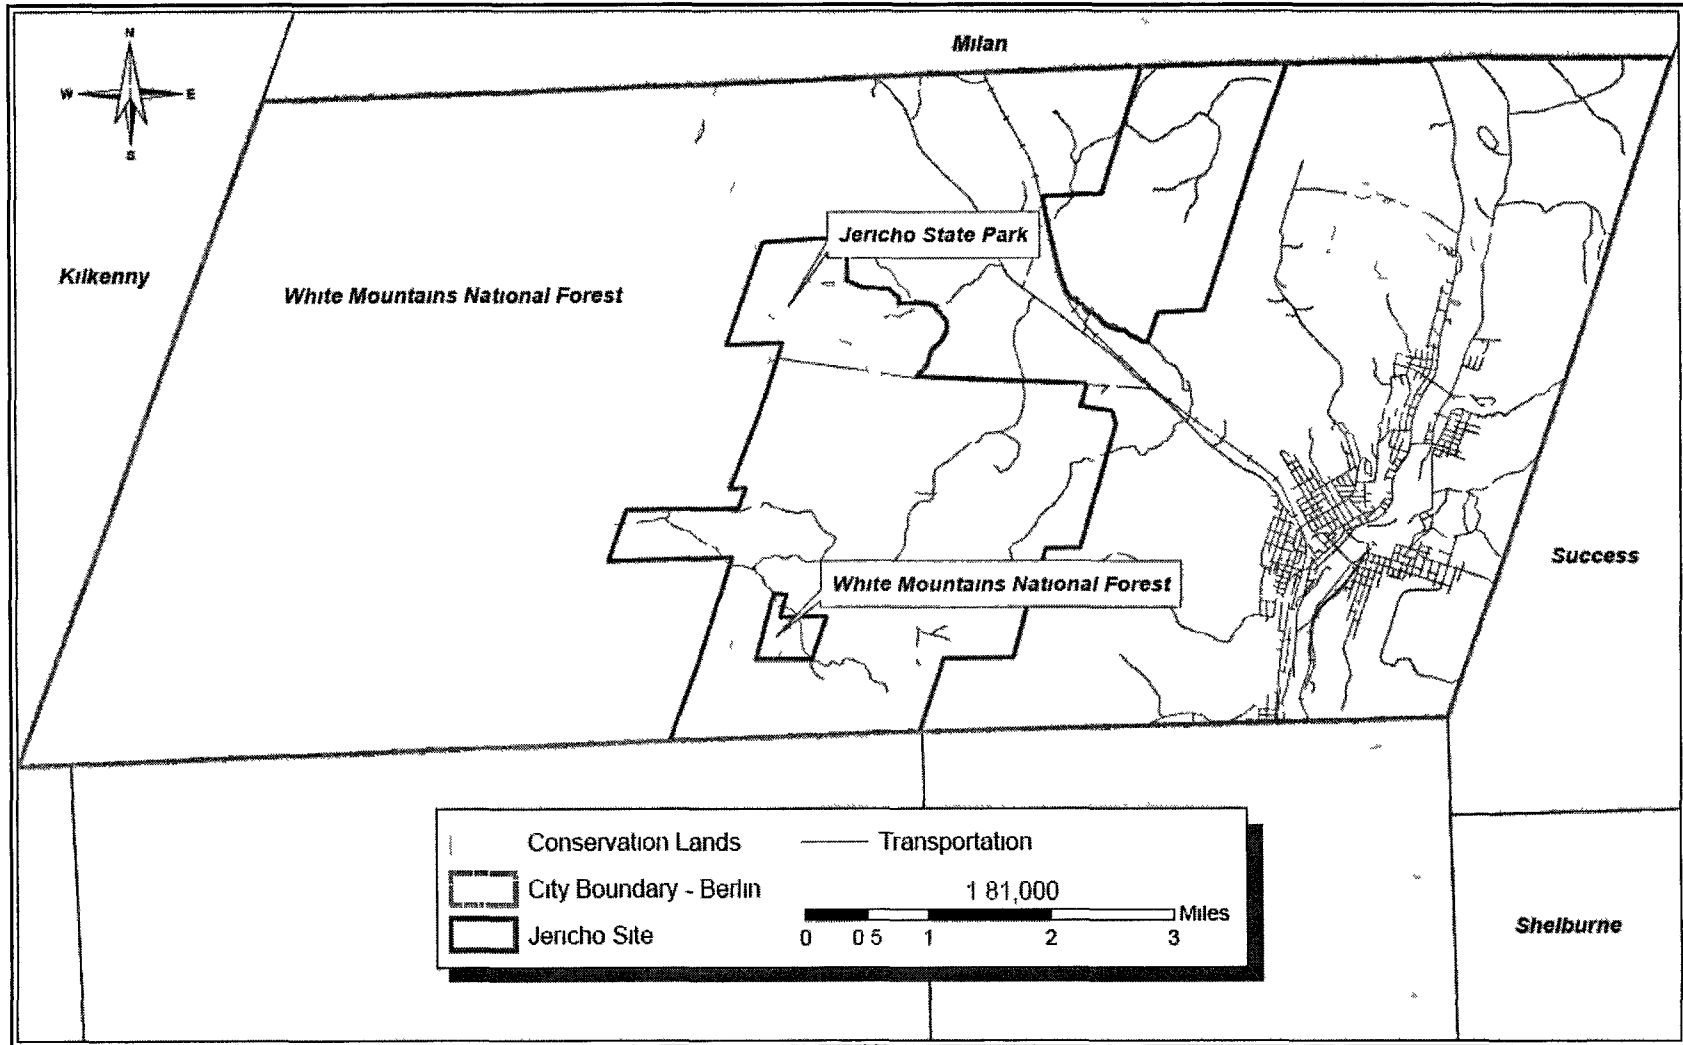 Milan
N
W E
S
Jericho State Park
Kilkenny
White Mountains National Forest
Success
White Mountains National Forest
Conservation Lands
Transportation
City Boundary - Berlin
1 81,000
Miles
Jericho Site
0 0 5 1 2 3
Shelburne